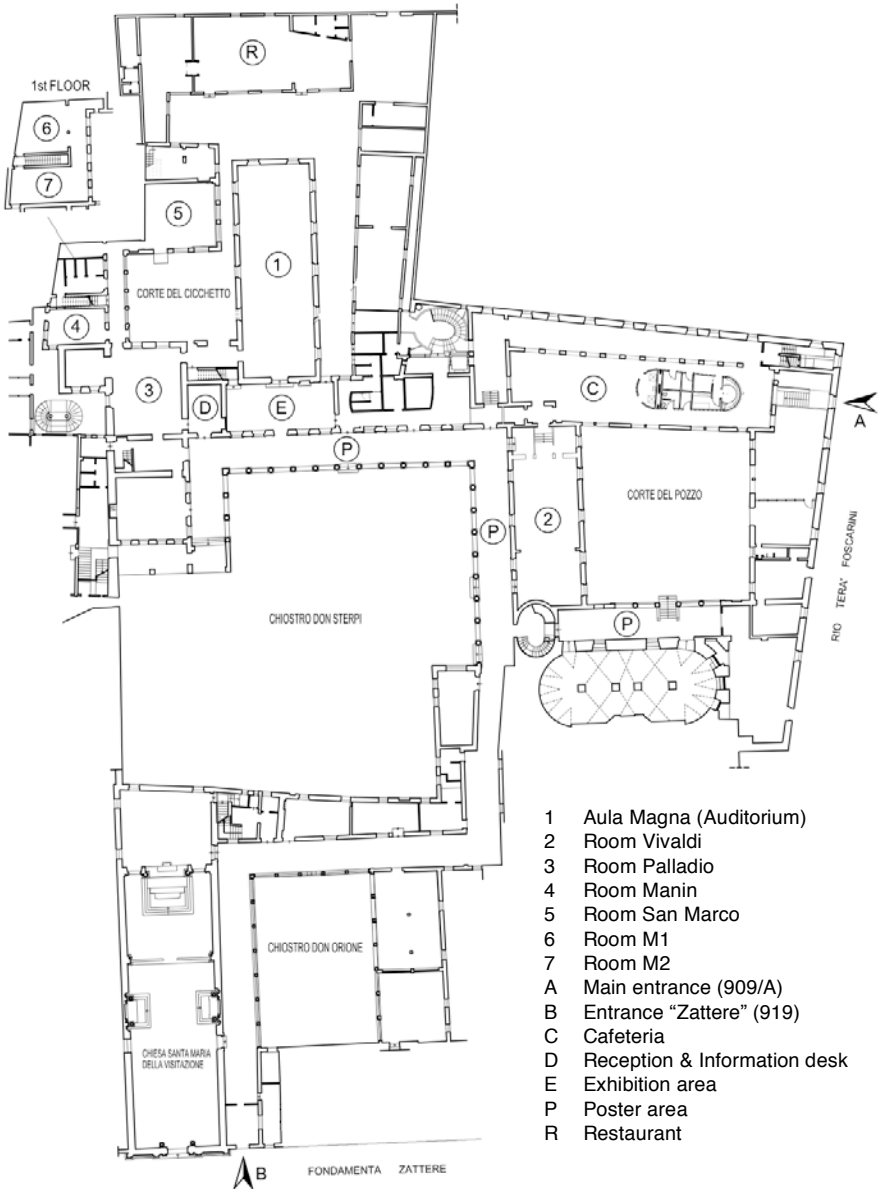 R
1st FLOOR
6
7
5
1
CORTE DEL CICCHETTO
4
3
D
E
C
A
P
2
P
CORTE DEL POZZO
RIO TERA' FOSCARINI
CHIOSTRO DON STERPI
P
1 Aula Magna (Auditorium)
2 Room Vivaldi
3 Room Palladio
4 Room Manin
5 Room San Marco
6 Room M1
7 Room M2
A Main entrance (909/A)
B Entrance “Zattere” (919)
C Cafeteria
D Reception & Information desk
E Exhibition area
P Poster area
R Restaurant
CHIOSTRO DON ORIONE
CHIESA SANTA MARIA
DELLA VISITAZIONE
B
FONDAMENTA ZATTERE